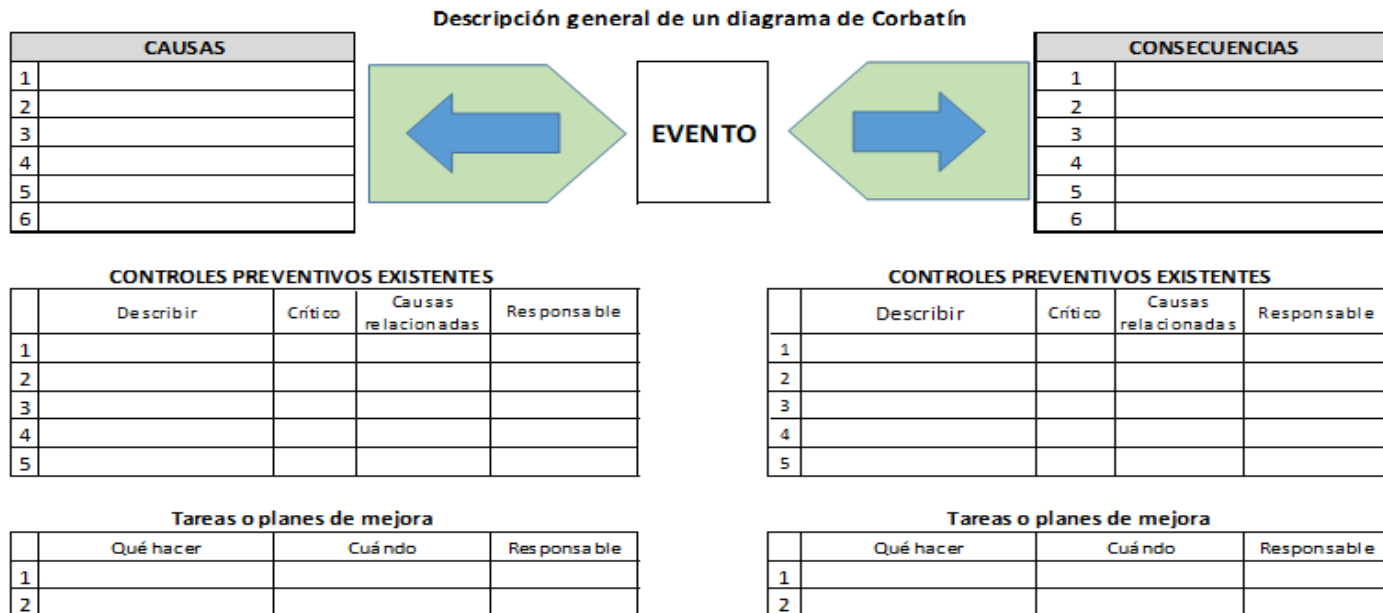 Descripción general de un diagrama de Corbatín
CAUSAS
1
2
3
4
5
6
EVENTO
CONSECUENCIAS
1
2
3
4
5
6
CONTROLES PREVENTIVOS EXISTENTES
Describir Crítico Causas relacionadas Responsable
1
2
3
4
5
CONTROLES PREVENTIVOS EXISTENTES
Describir Crítico Causas relacionadas Responsable
1
2
3
4
5
Tareas o planes de mejora
Qué hacer Cuándo Responsable
1
2
Tareas o planes de mejora
Qué hacer Cuándo Responsable
1
2